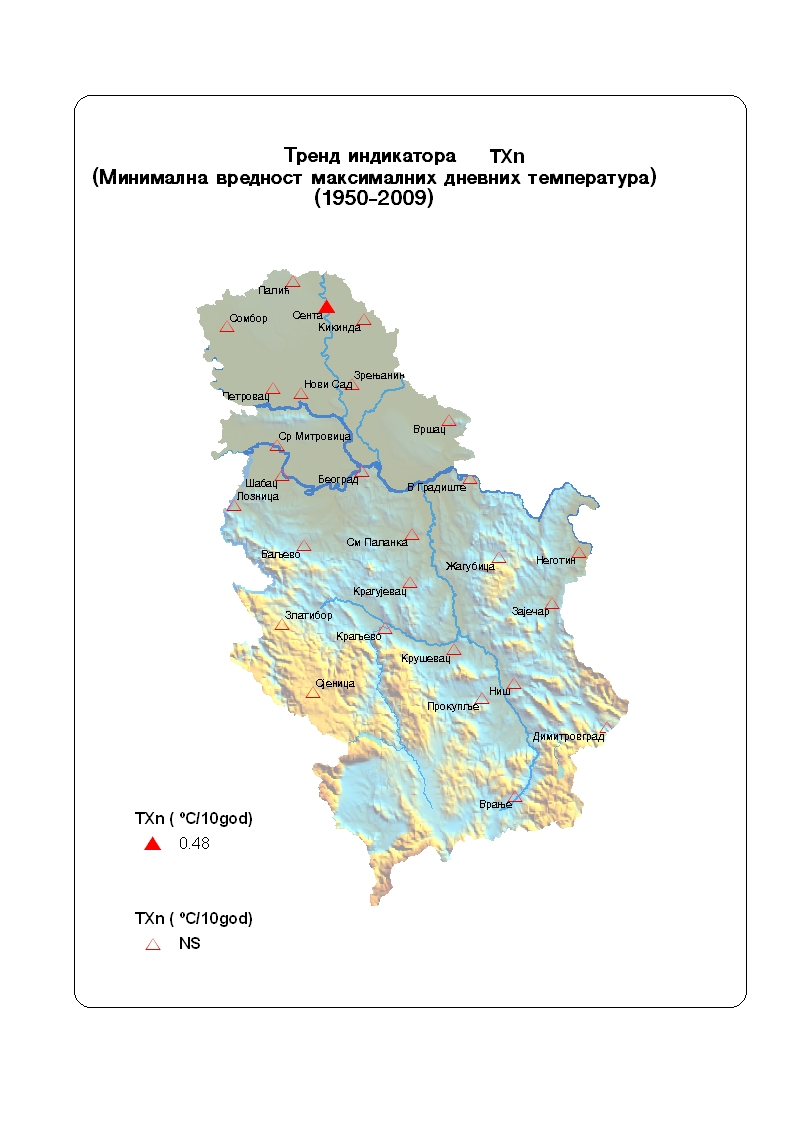 Тренд индикатора TXn
(Минимална вредност максималних дневних температура)
(1950-2009)
Палић
Сента
Сомбор
Кикинда
Зрењанин
Нови Сад
Петровац
Вршац
Ср Митровица
Београд
Шабац
В Градиште
Лозница
См Паланка
Ваљево
Неготин
Жагубица
Крагујевац
Зајечар
Златибор
Краљево
Крушевац
Сјеница
Ниш
Прокупље
Димитровград
Врање
TXn ( °C/10god)
0.48
TXn ( °C/10god)
NS